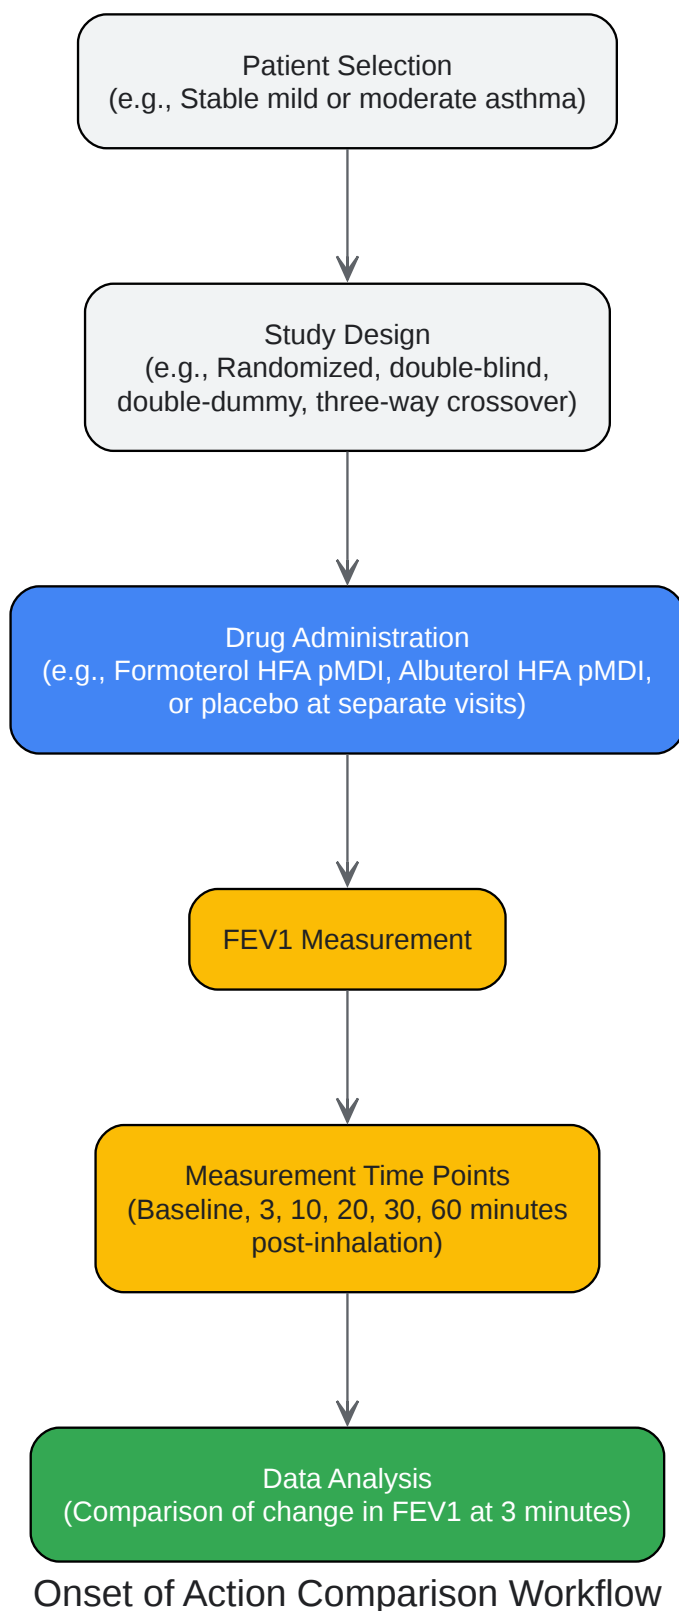 Patient Selection
(e.g., Stable mild or moderate asthma)
Study Design
(e.g., Randomized, double-blind,
double-dummy, three-way crossover)
Drug Administration
(e.g., Formoterol HFA pMDI, Albuterol HFA pMDI,
or placebo at separate visits)
FEV1 Measurement
Measurement Time Points
(Baseline, 3, 10, 20, 30, 60 minutes
post-inhalation)
Data Analysis
(Comparison of change in FEV1 at 3 minutes)
Onset of Action Comparison Workflow